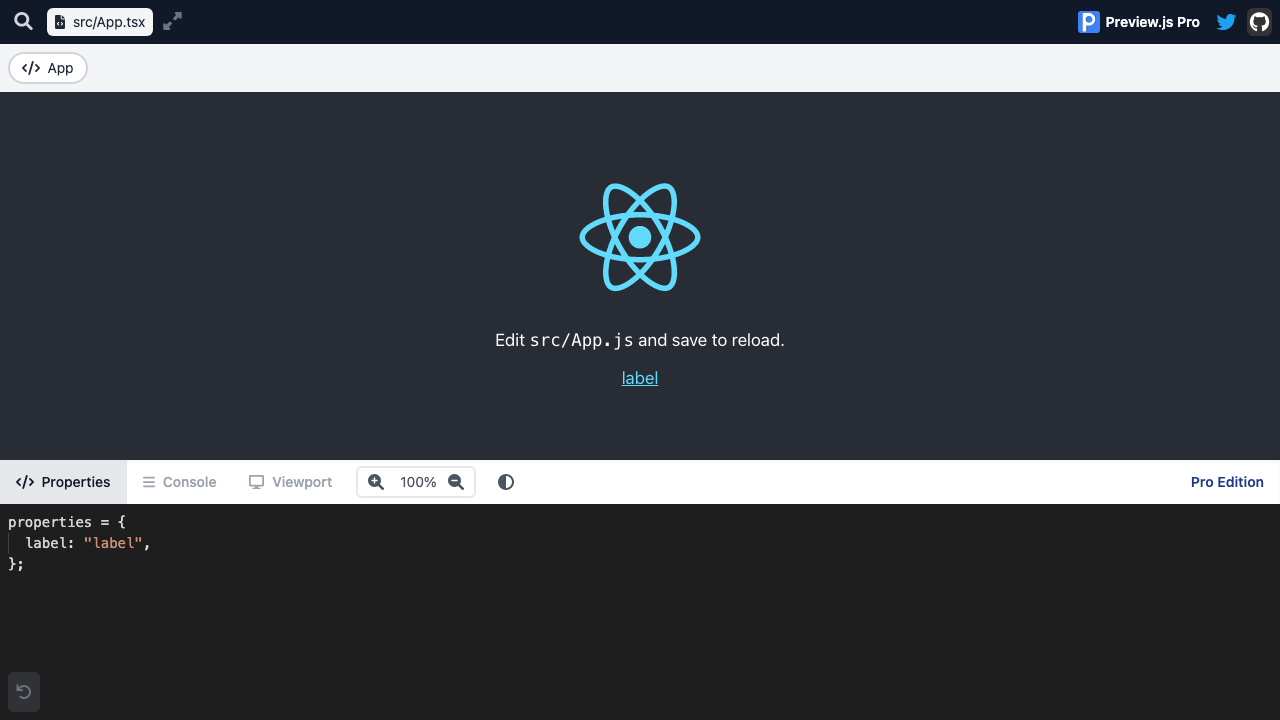 src/App.tsx
Preview.js Pro
App
Edit src/App.js and save to reload.
label
Properties
Console
Viewport
100%
Pro Edition
properties = {
  label: "label",
};